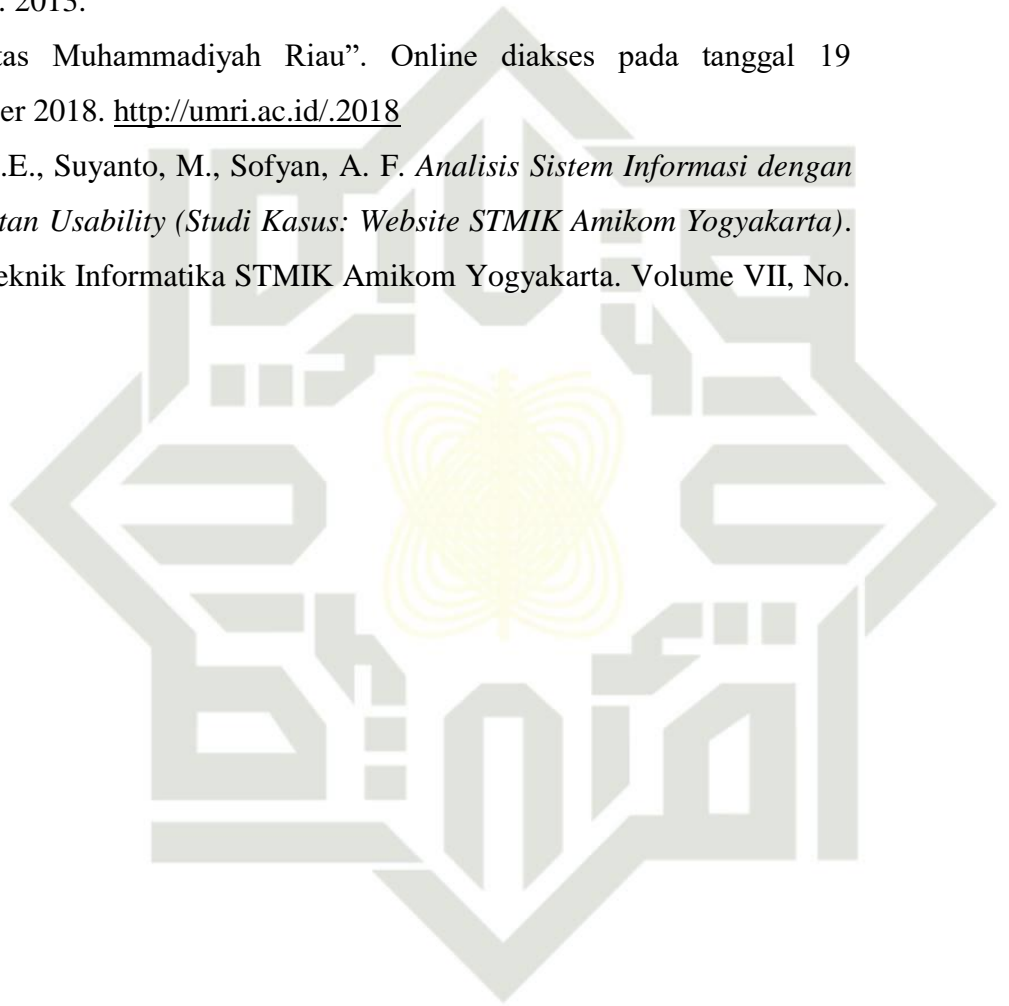 . 2013.
tas Muhammadiyah Riau”. Online diakses pada tanggal 19
er 2018. http://umri.ac.id/.2018
.E., Suyanto, M., Sofyan, A. F. Analisis Sistem Informasi dengan
tan Usability (Studi Kasus: Website STMIK Amikom Yogyakarta).
eknik Informatika STMIK Amikom Yogyakarta. Volume VII, No.